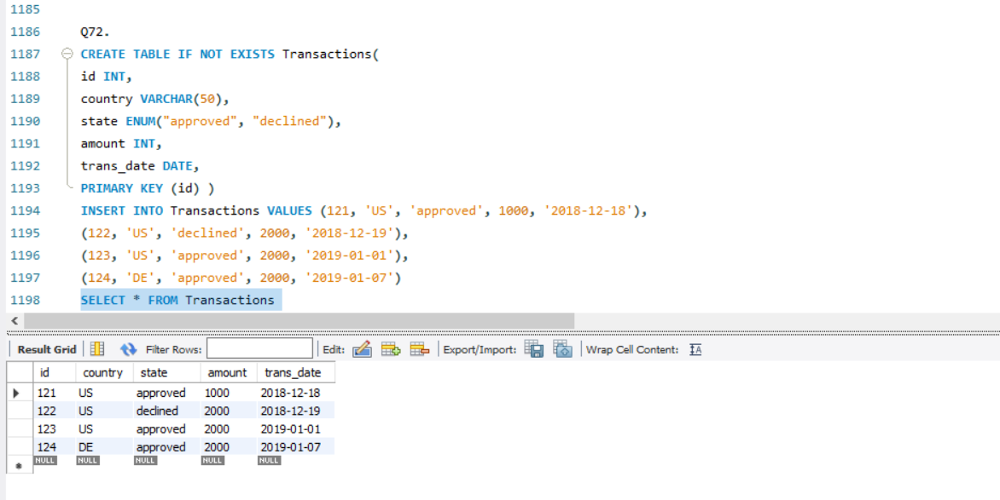 1185
1186 Q72.
1187 CREATE TABLE IF NOT EXISTS Transactions(
1188 id INT,
1189 country VARCHAR(50),
1190 state ENUM("approved", "declined"),
1191 amount INT,
1192 trans_date DATE,
1193 PRIMARY KEY (id) )
1194 INSERT INTO Transactions VALUES (121, 'US', 'approved', 1000, '2018-12-18'),
1195 (122, 'US', 'declined', 2000, '2018-12-19'),
1196 (123, 'US', 'approved', 2000, '2019-01-01'),
1197 (124, 'DE', 'approved', 2000, '2019-01-07')
1198 SELECT * FROM Transactions
Result Grid Filter Rows: Edit: Export/Import: Wrap Cell Content: IA
id country state amount trans_date
121 US approved 1000 2018-12-18
122 US declined 2000 2018-12-19
123 US approved 2000 2019-01-01
124 DE approved 2000 2019-01-07
NULL NULL NULL NULL NULL